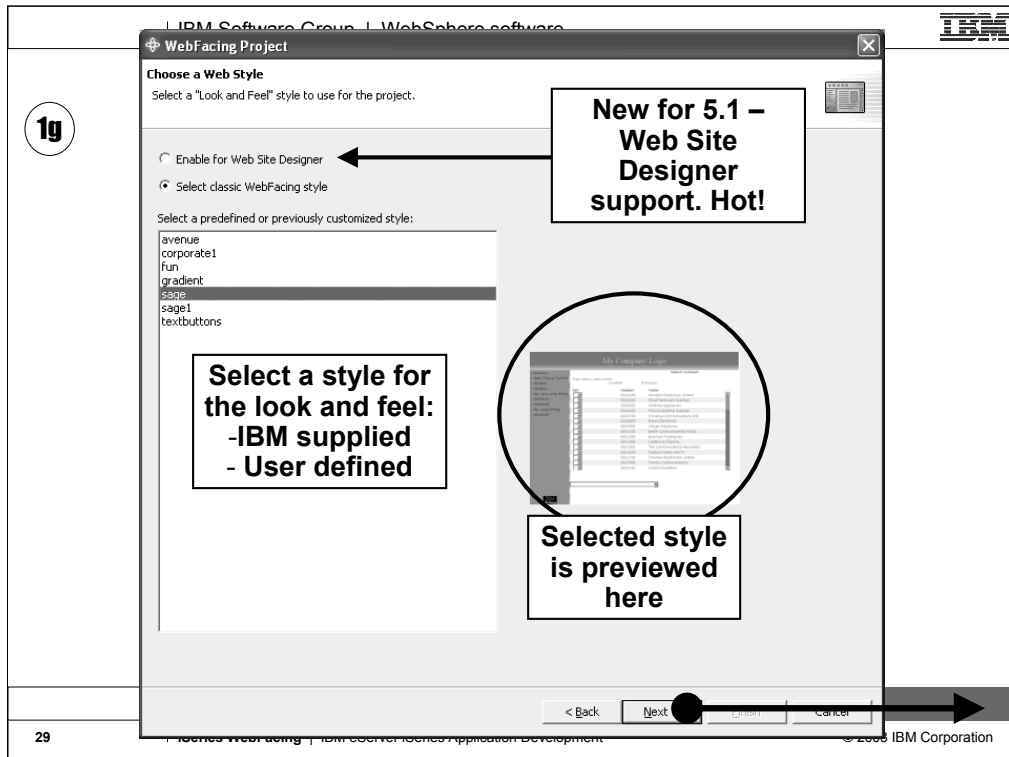 IBM Software Group | WebSphere software
IBM
WebFacing Project
Choose a Web Style
Select a "Look and Feel" style to use for the project.
1g
New for 5.1 –
Web Site
Designer
support. Hot!
Enable for Web Site Designer
Select classic WebFacing style
Select a predefined or previously customized style:
avenue
corporate1
fun
gradient
sage
sage1
textbuttons
Select a style for
the look and feel:
-IBM supplied
- User defined
My Company Logo
Selected style
is previewed
here
< Back
Next
Finish
Cancel
29
iSeries WebFacing | IBM eServer iSeries Application Development
© 2003 IBM Corporation